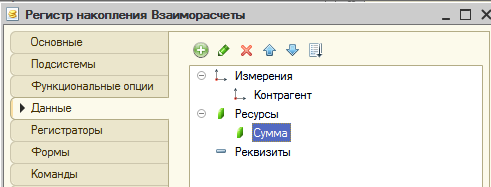 Регистр накопления Взаиморасчеты
Основные
Подсистемы
Функциональные опции
Данные
Регистраторы
Формы
Команды
Измерения
Контрагент
Ресурсы
Сумма
Реквизиты